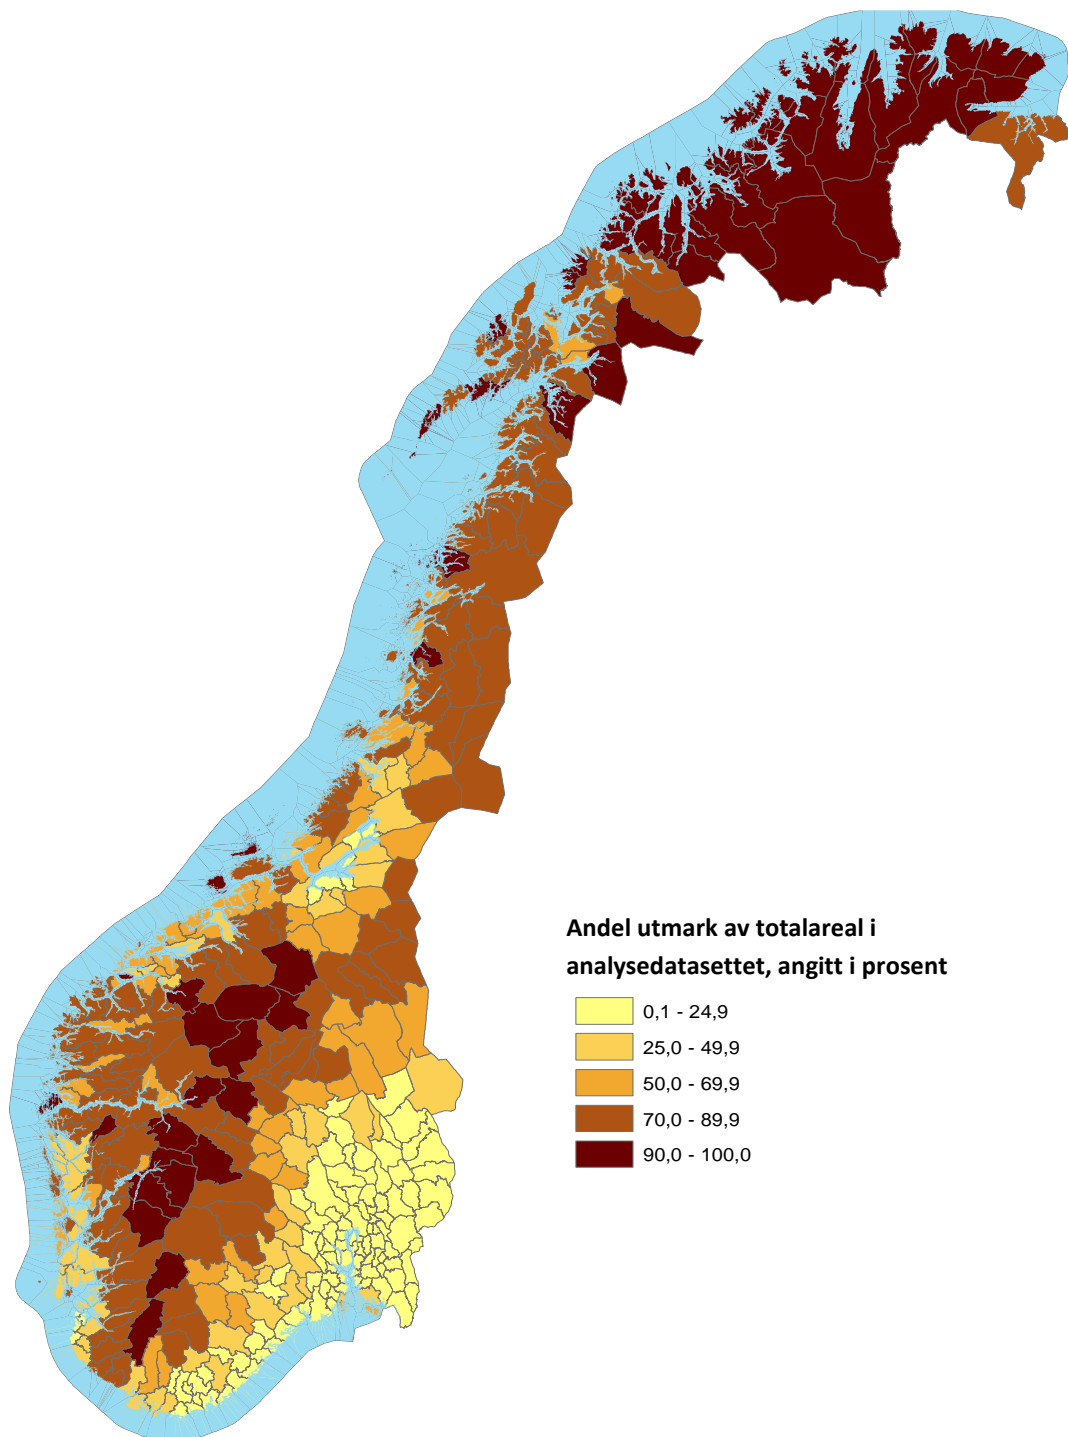 Andel utmark av totalareal i
analysedatasettet, angitt i prosent
0,1 - 24,9
25,0 - 49,9
50,0 - 69,9
70,0 - 89,9
90,0 - 100,0